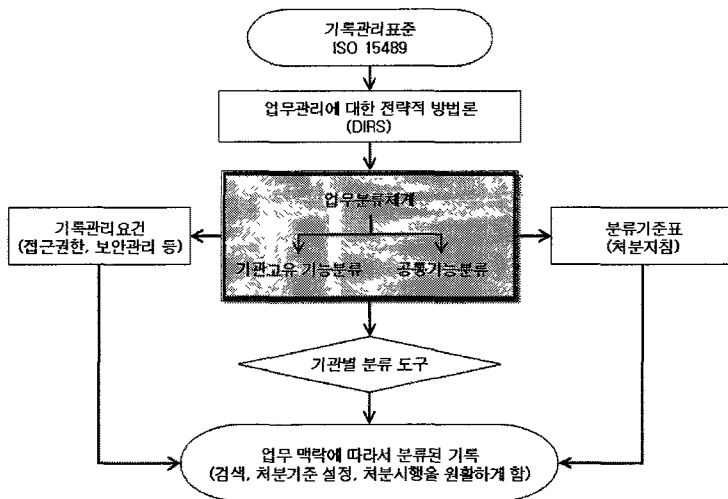 기록관리표준
ISO 15489
업무관리에 대한 전략적 방법론
(DIRS)
업무분류체계
기록관리요건
(접근권한, 보안관리 등)
분류기준표
(처분지침)
기관고유 기능분류
공통기능분류
기관별 분류 도구
업무 맥락에 따라서 분류된 기록
(검색, 처분기준 설정, 처분시행을 원활하게 함)